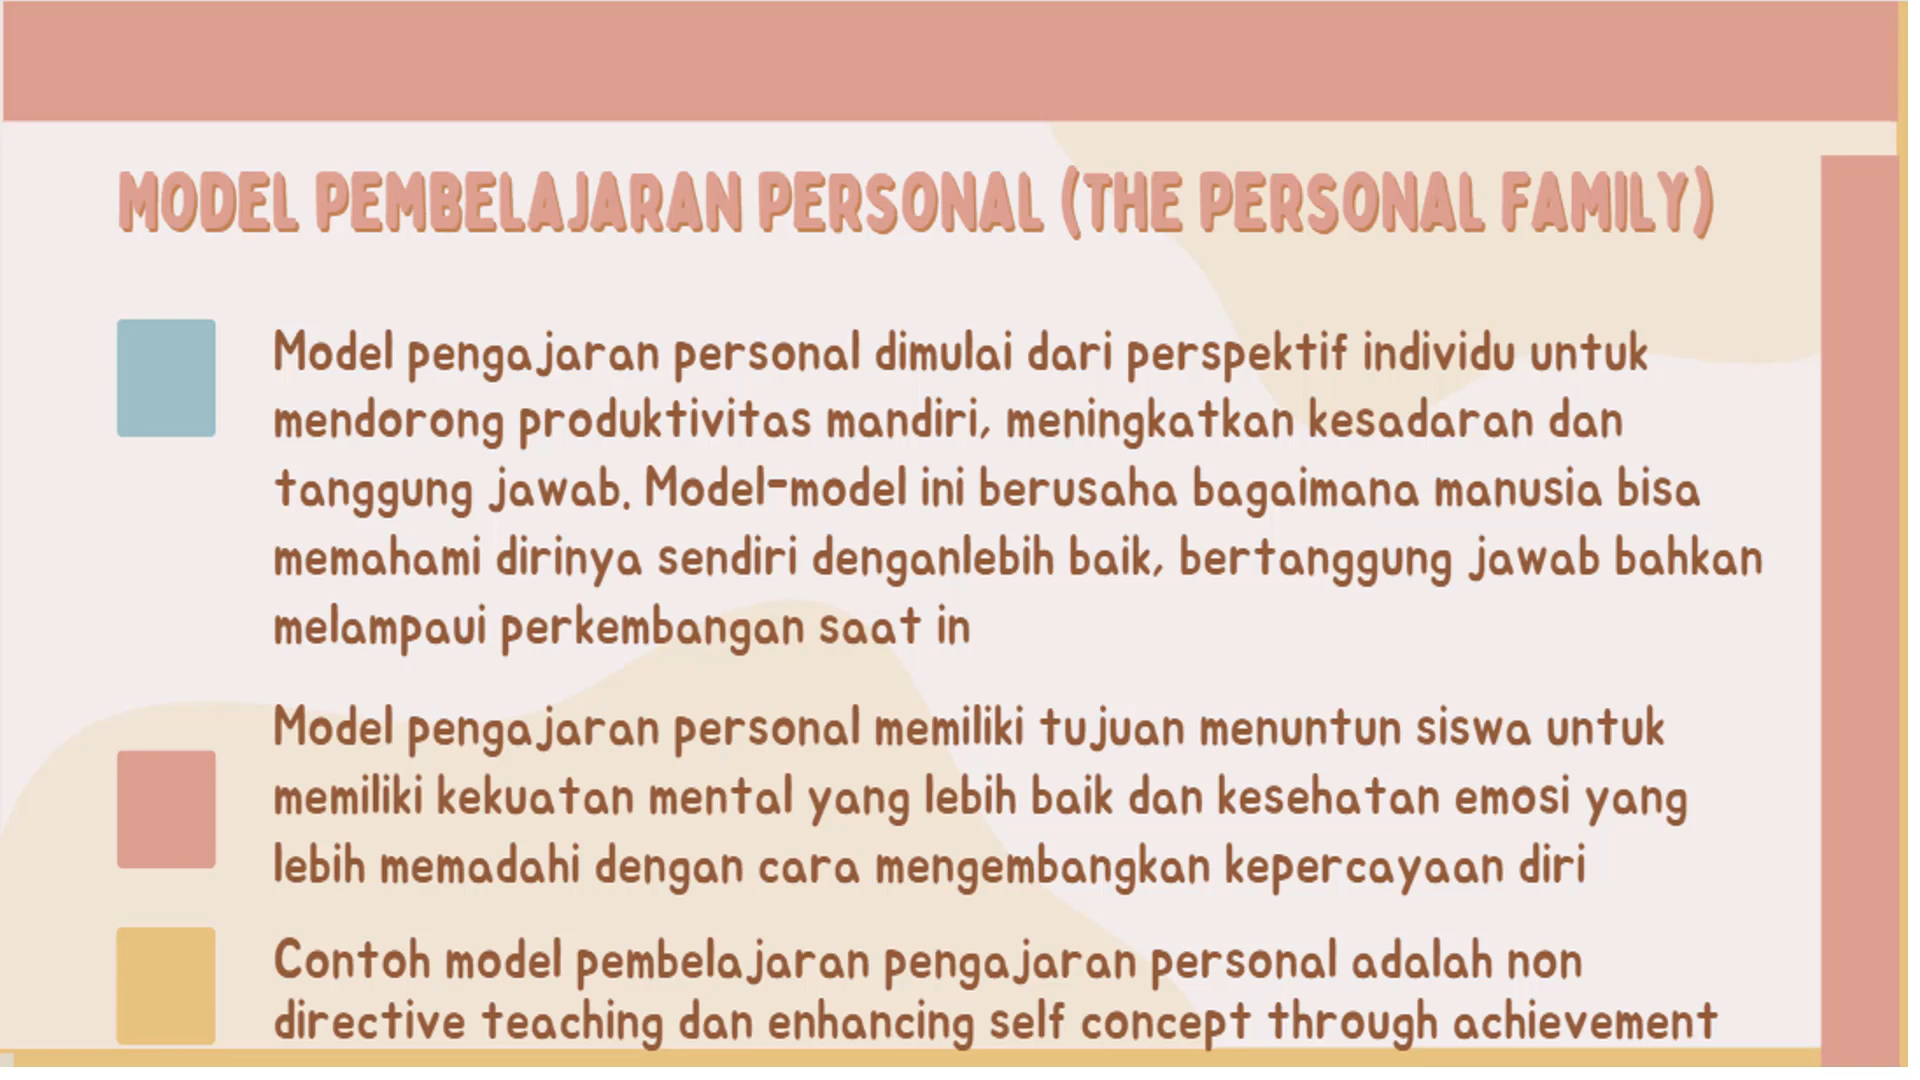 MODEL PEMBELAJARAN PERSONAL (THE PERSONAL FAMILY)
Model pengajaran personal dimulai dari perspektif individu untuk
mendorong produktivitas mandiri, meningkatkan kesadaran dan
tanggung jawab. Model-model ini berusaha bagaimana manusia bisa
memahami dirinya sendiri denganlebih baik, bertanggung jawab bahkan
melampaui perkembangan saat in
Model pengajaran personal memiliki tujuan menuntun siswa untuk
memiliki kekuatan mental yang lebih baik dan kesehatan emosi yang
lebih memadahi dengan cara mengembangkan kepercayaan diri
Contoh model pembelajaran pengajaran personal adalah non
directive teaching dan enhancing self concept through achievement